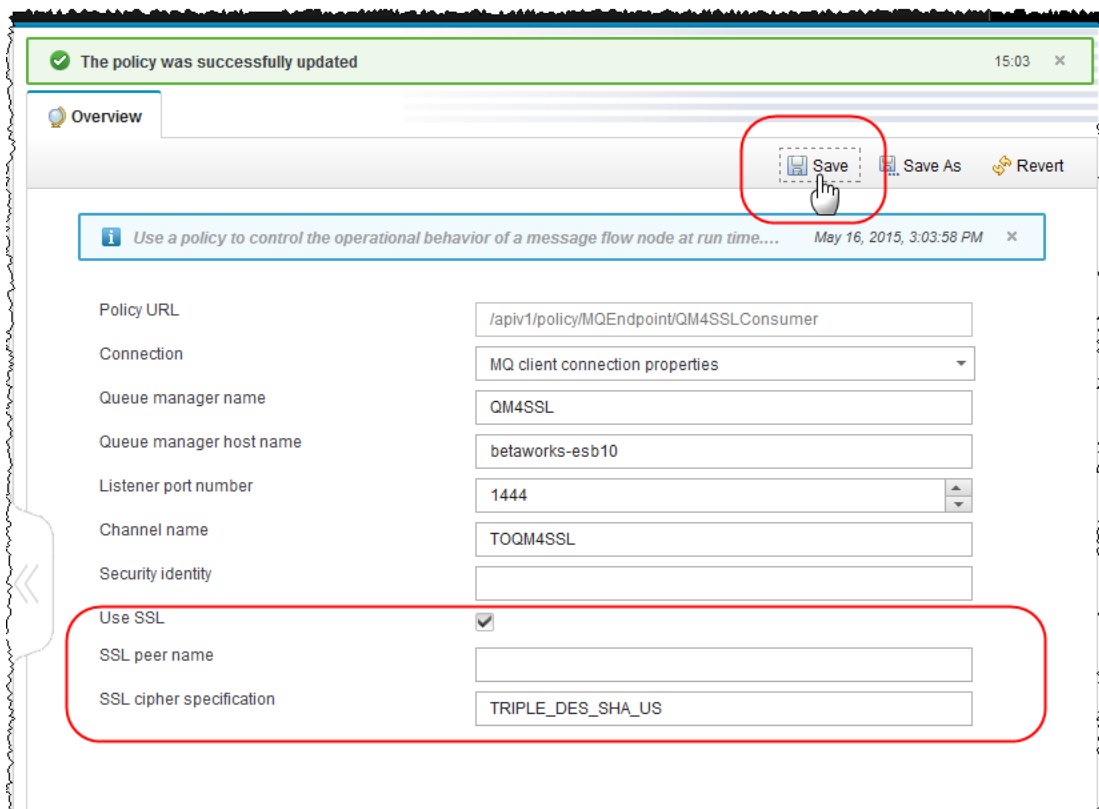 The policy was successfully updated 15:03 ×
Overview
Save Save As Revert
i Use a policy to control the operational behavior of a message flow node at run time.... May 16, 2015, 3:03:58 PM ×
Policy URL /apiv1/policy/MQEndpoint/QM4SSLConsumer
Connection MQ client connection properties
Queue manager name QM4SSL
Queue manager host name betaworks-esb10
Listener port number 1444
Channel name TOQM4SSL
Security identity
Use SSL
SSL peer name
SSL cipher specification TRIPLE_DES_SHA_US